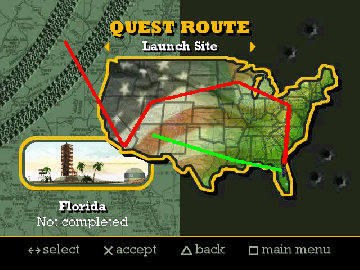 QUEST ROUTE
Launch Site
Florida
Not completed
↔select ×accept △back □main menu